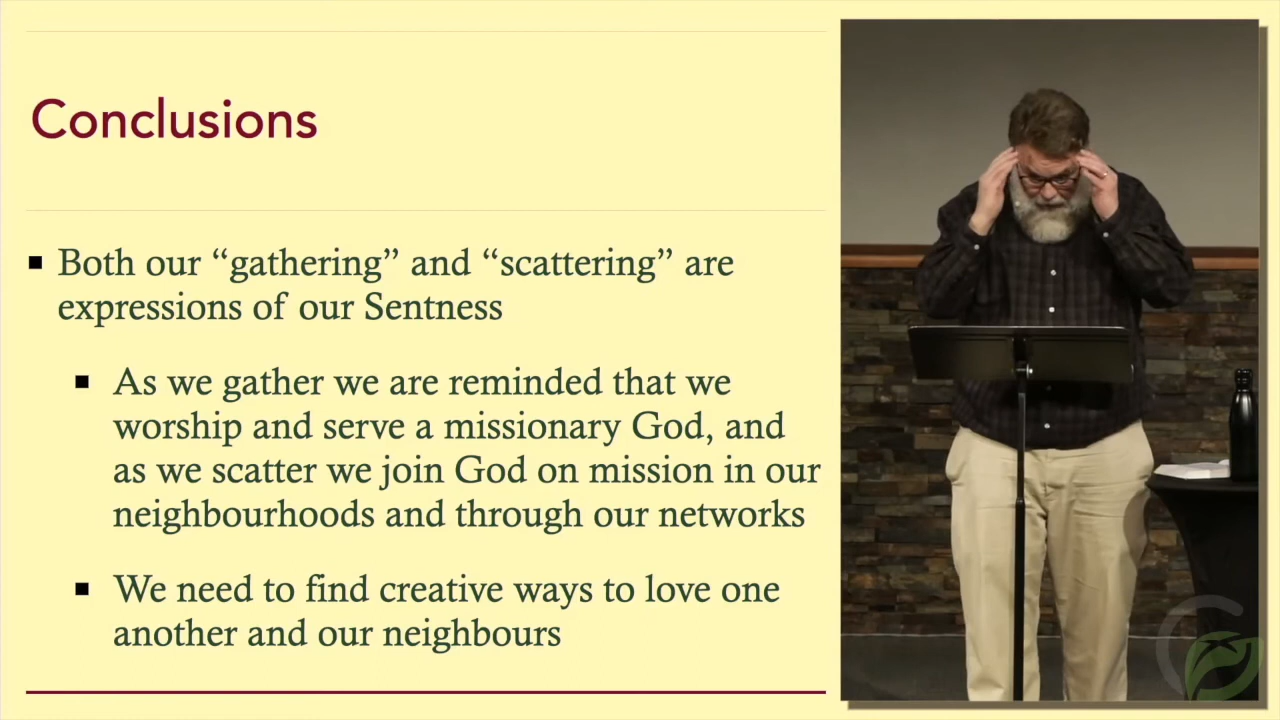 Conclusions
▪ Both our “gathering” and “scattering” are
expressions of our Sentness
▪ As we gather we are reminded that we
worship and serve a missionary God, and
as we scatter we join God on mission in our
neighbourhoods and through our networks
▪ We need to find creative ways to love one
another and our neighbours